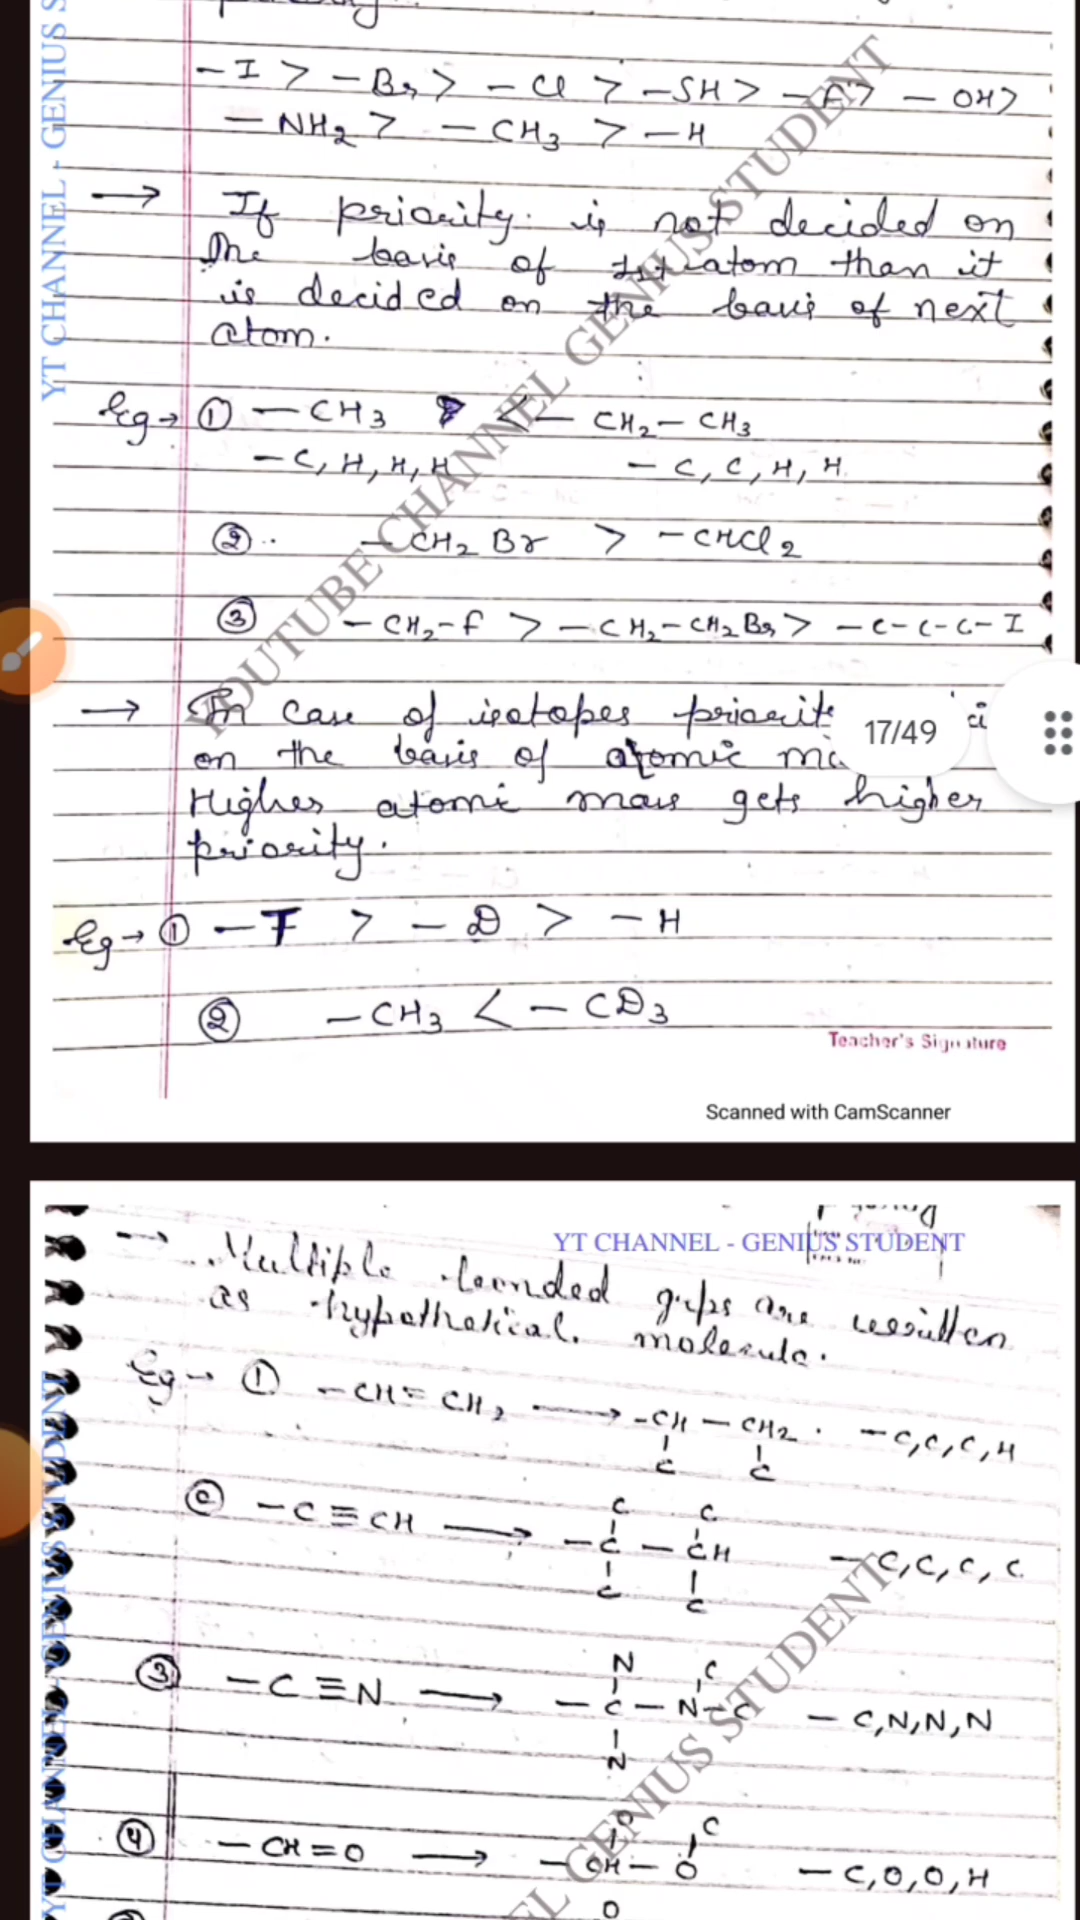 -I > -Br > -Cl > -SH > -F > -OH >
-NH2 > -CH3 > -H
→ If priority is not decided on
the basis of 1st atom than it
is decided on the basis of next
atom.
Eg → ① -CH3 < -CH2-CH3
-C, H, H, H -C, C, H, H
② -CH2Br > -CHCl2
③ -CH2-F > -CH2-CH2Br > -C-C-C-I
→ In case of isotopes
17/49
on the basis of atomic
Higher atomic mass gets higher
priority.
Eg → ① -T > -D > -H
② -CH3 < -CD3
Teacher's Signature
Scanned with CamScanner
YT CHANNEL - GENIUS STUDENT
→ Multiple bonded grps are written
as hypothetical molecule.
Eg → ① -CH=CH2 → -CH-CH2 . -C,C,C,H
C C
C C
② -C≡CH → -C-CH -C,C,C,C
C C
N C
③ -C≡N → -C-N-C -C,N,N,N
N
O C
④ -CH=O → -CH-O -C,O,O,H
O
YOUTUBE CHANNEL GENIUS STUDENT
YT CHANNEL - GENIUS S
YT CHANNEL - GENIUS STUDENT